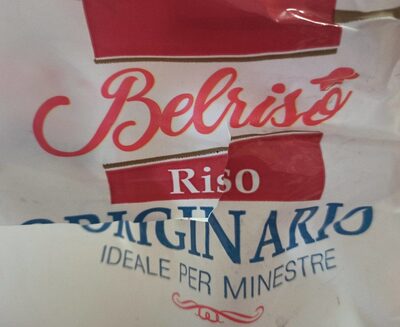 Belriso
Riso
ORIGINARIO
IDEALE PER MINESTRE